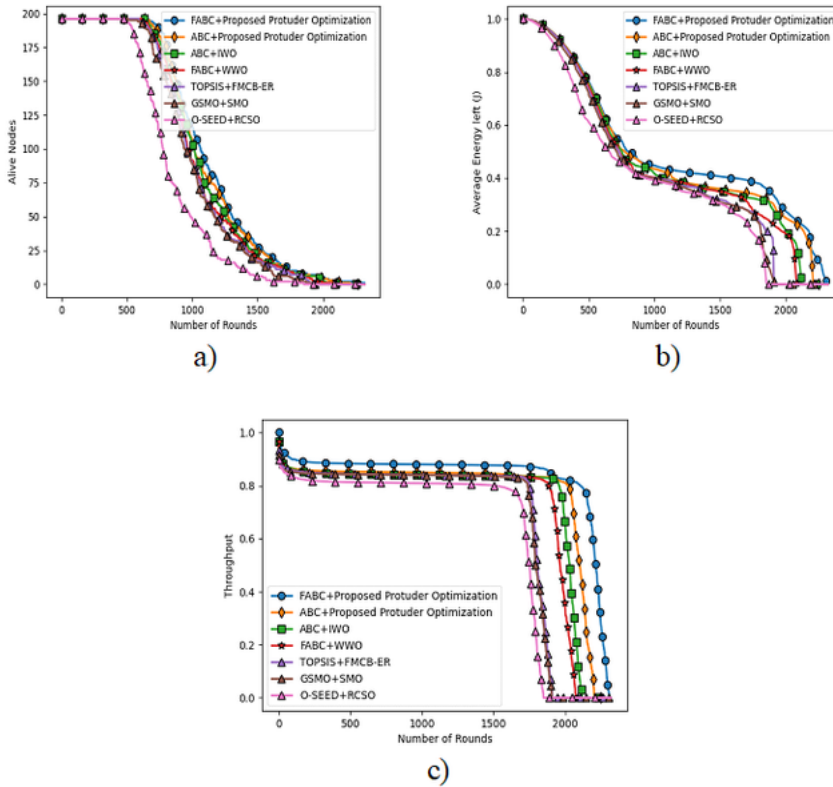 200
175
150
125
100
75
50
25
0
Alive Nodes
FABC+Proposed Protuder Optimization
ABC+Proposed Protuder Optimization
ABC+IWO
FABC+WWO
TOPSIS+FMCB-ER
GSMO+SMO
O-SEED+RCSO
0 500 1000 1500 2000
Number of Rounds
a)
1.0
0.8
0.6
0.4
0.2
0.0
Average Energy left (J)
FABC+Proposed Protuder Optimization
ABC+Proposed Protuder Optimization
ABC+IWO
FABC+WWO
TOPSIS+FMCB-ER
GSMO+SMO
O-SEED+RCSO
0 500 1000 1500 2000
Number of Rounds
b)
1.0
0.8
0.6
0.4
0.2
0.0
Throughput
FABC+Proposed Protuder Optimization
ABC+Proposed Protuder Optimization
ABC+IWO
FABC+WWO
TOPSIS+FMCB-ER
GSMO+SMO
O-SEED+RCSO
0 500 1000 1500 2000
Number of Rounds
c)